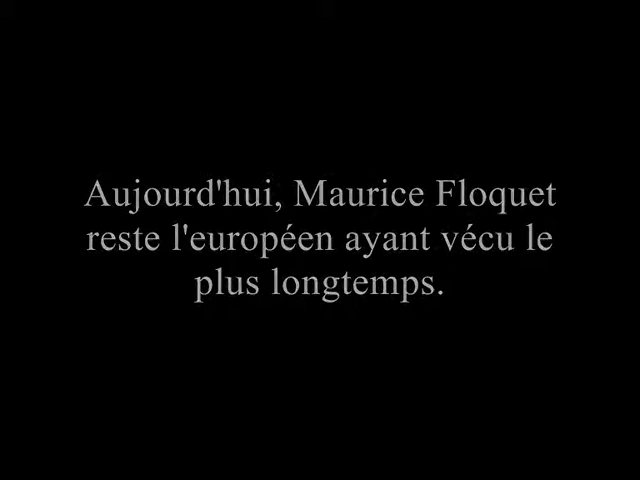 Aujourd'hui, Maurice Floquet
reste l'européen ayant vécu le
plus longtemps.